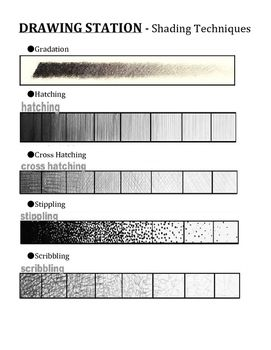 DRAWING STATION - Shading Techniques
●Gradation
●Hatching
hatching
●Cross Hatching
cross hatching
●Stippling
stippling
●Scribbling
scribbling